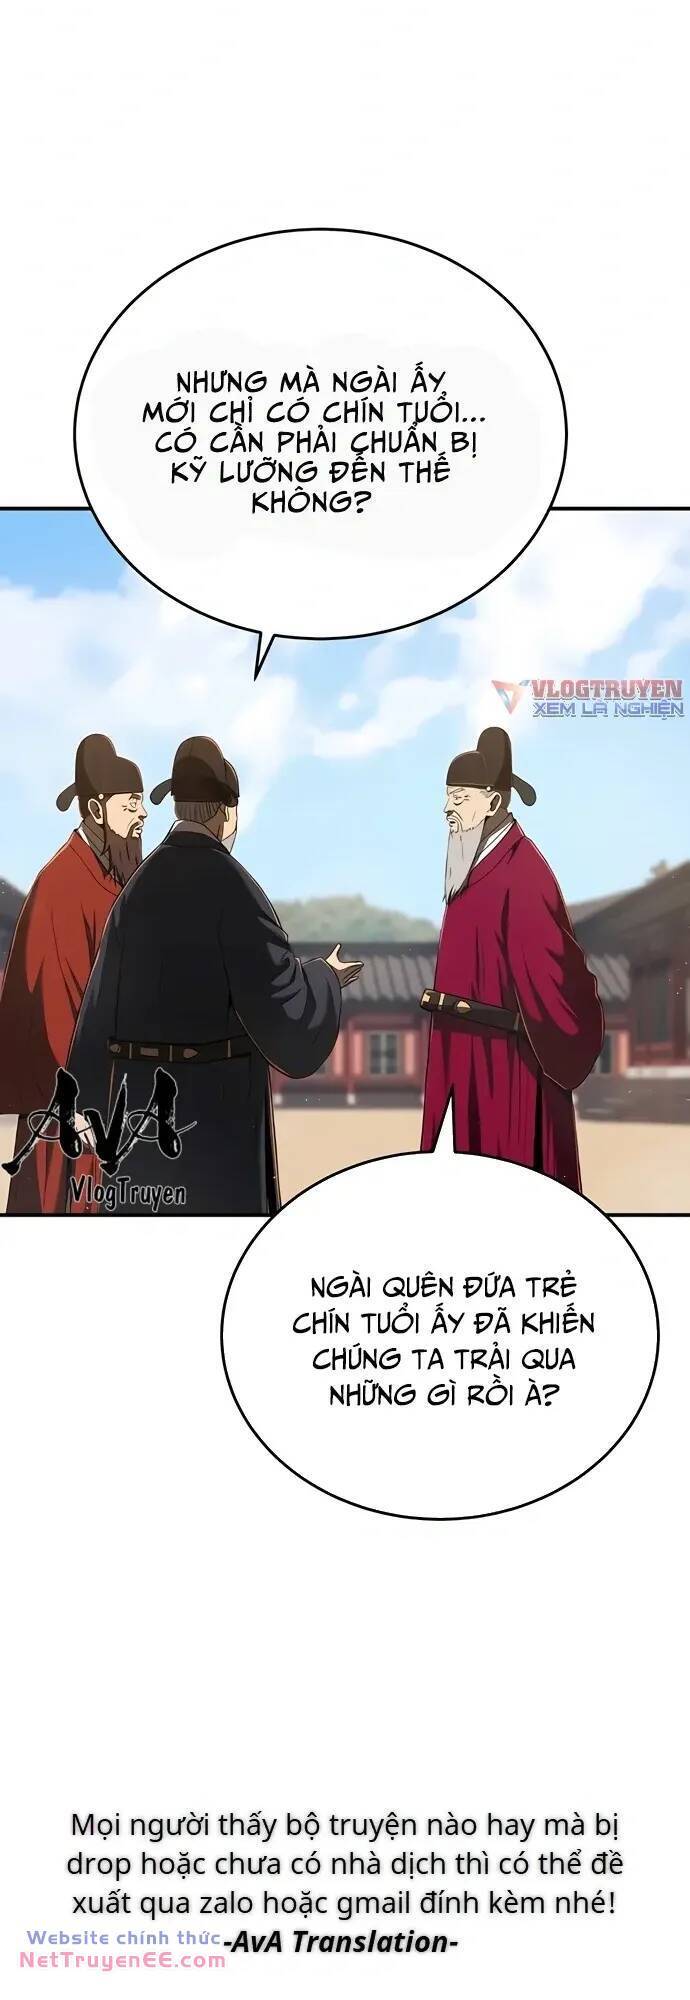 NHƯNG MÀ NGÀI ẤY
MỚI CHỈ CÓ CHÍN TUỔI...
CÓ CẦN PHẢI CHUẨN BỊ
KỸ LƯỠNG ĐẾN THẾ
KHÔNG?
VLOGTRUYEN
XEM LÀ NGHIỆN
AVA
VlogTruyen
NGÀI QUÊN ĐỨA TRẺ
CHÍN TUỔI ẤY ĐÃ KHIẾN
CHÚNG TA TRẢI QUA
NHỮNG GÌ RỒI À?
Mọi người thấy bộ truyện nào hay mà bị
drop hoặc chưa có nhà dịch thì có thể đề
xuất qua zalo hoặc gmail đính kèm nhé!
Website chính thức
-AvA Translation-
NETTRUYENEE.COM